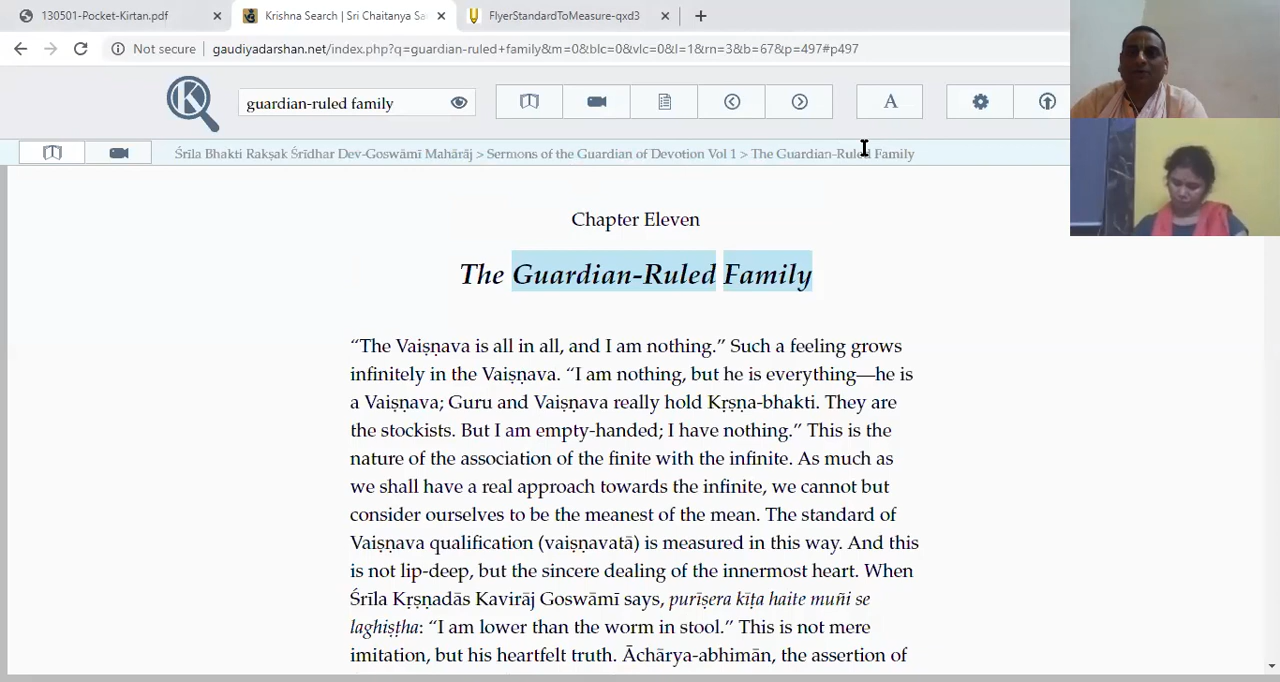 130501-Pocket-Kirtan.pdf
Krishna Search | Sri Chaitanya Sa
FlyerStandardToMeasure-qxd3
Not secure
gaudiyadarshan.net/index.php?q=guardian-ruled+family&m=0&blc=0&vlc=0&l=1&rn=3&b=67&p=497#p497
K
guardian-ruled family
A
Śrīla Bhakti Rakṣak Śrīdhar Dev-Goswāmī Mahārāj > Sermons of the Guardian of Devotion Vol 1 > The Guardian-Ruled Family
Chapter Eleven
The Guardian-Ruled Family
“The Vaiṣṇava is all in all, and I am nothing.” Such a feeling grows
infinitely in the Vaiṣṇava. “I am nothing, but he is everything—he is
a Vaiṣṇava; Guru and Vaiṣṇava really hold Kṛṣṇa-bhakti. They are
the stockists. But I am empty-handed; I have nothing.” This is the
nature of the association of the finite with the infinite. As much as
we shall have a real approach towards the infinite, we cannot but
consider ourselves to be the meanest of the mean. The standard of
Vaiṣṇava qualification (vaiṣṇavatā) is measured in this way. And this
is not lip-deep, but the sincere dealing of the innermost heart. When
Śrīla Kṛṣṇadās Kavirāj Goswāmī says, purīṣera kīṭa haite muñi se
laghiṣṭha: “I am lower than the worm in stool.” This is not mere
imitation, but his heartfelt truth. Āchārya-abhimān, the assertion of